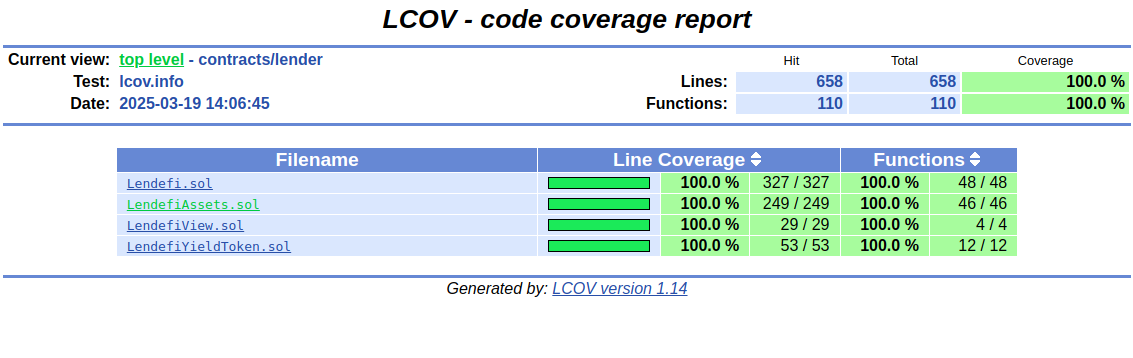 LCOV - code coverage report
Current view: top level - contracts/lender Hit Total Coverage
Test: lcov.info Lines: 658 658 100.0 %
Date: 2025-03-19 14:06:45 Functions: 110 110 100.0 %
Filename Line Coverage Functions
Lendefi.sol 100.0 % 327 / 327 100.0 % 48 / 48
LendefiAssets.sol 100.0 % 249 / 249 100.0 % 46 / 46
LendefiView.sol 100.0 % 29 / 29 100.0 % 4 / 4
LendefiYieldToken.sol 100.0 % 53 / 53 100.0 % 12 / 12
Generated by: LCOV version 1.14